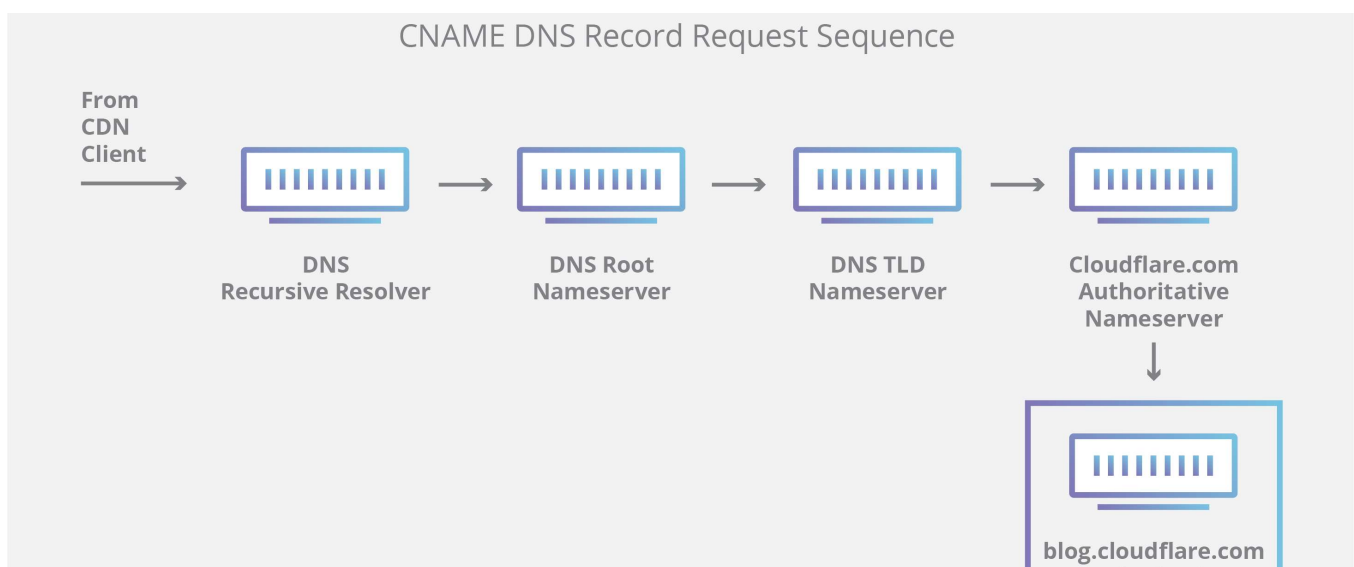 CNAME DNS Record Request Sequence
From
CDN
Client
DNS
Recursive Resolver
DNS Root
Nameserver
DNS TLD
Nameserver
Cloudflare.com
Authoritative
Nameserver
blog.cloudflare.com